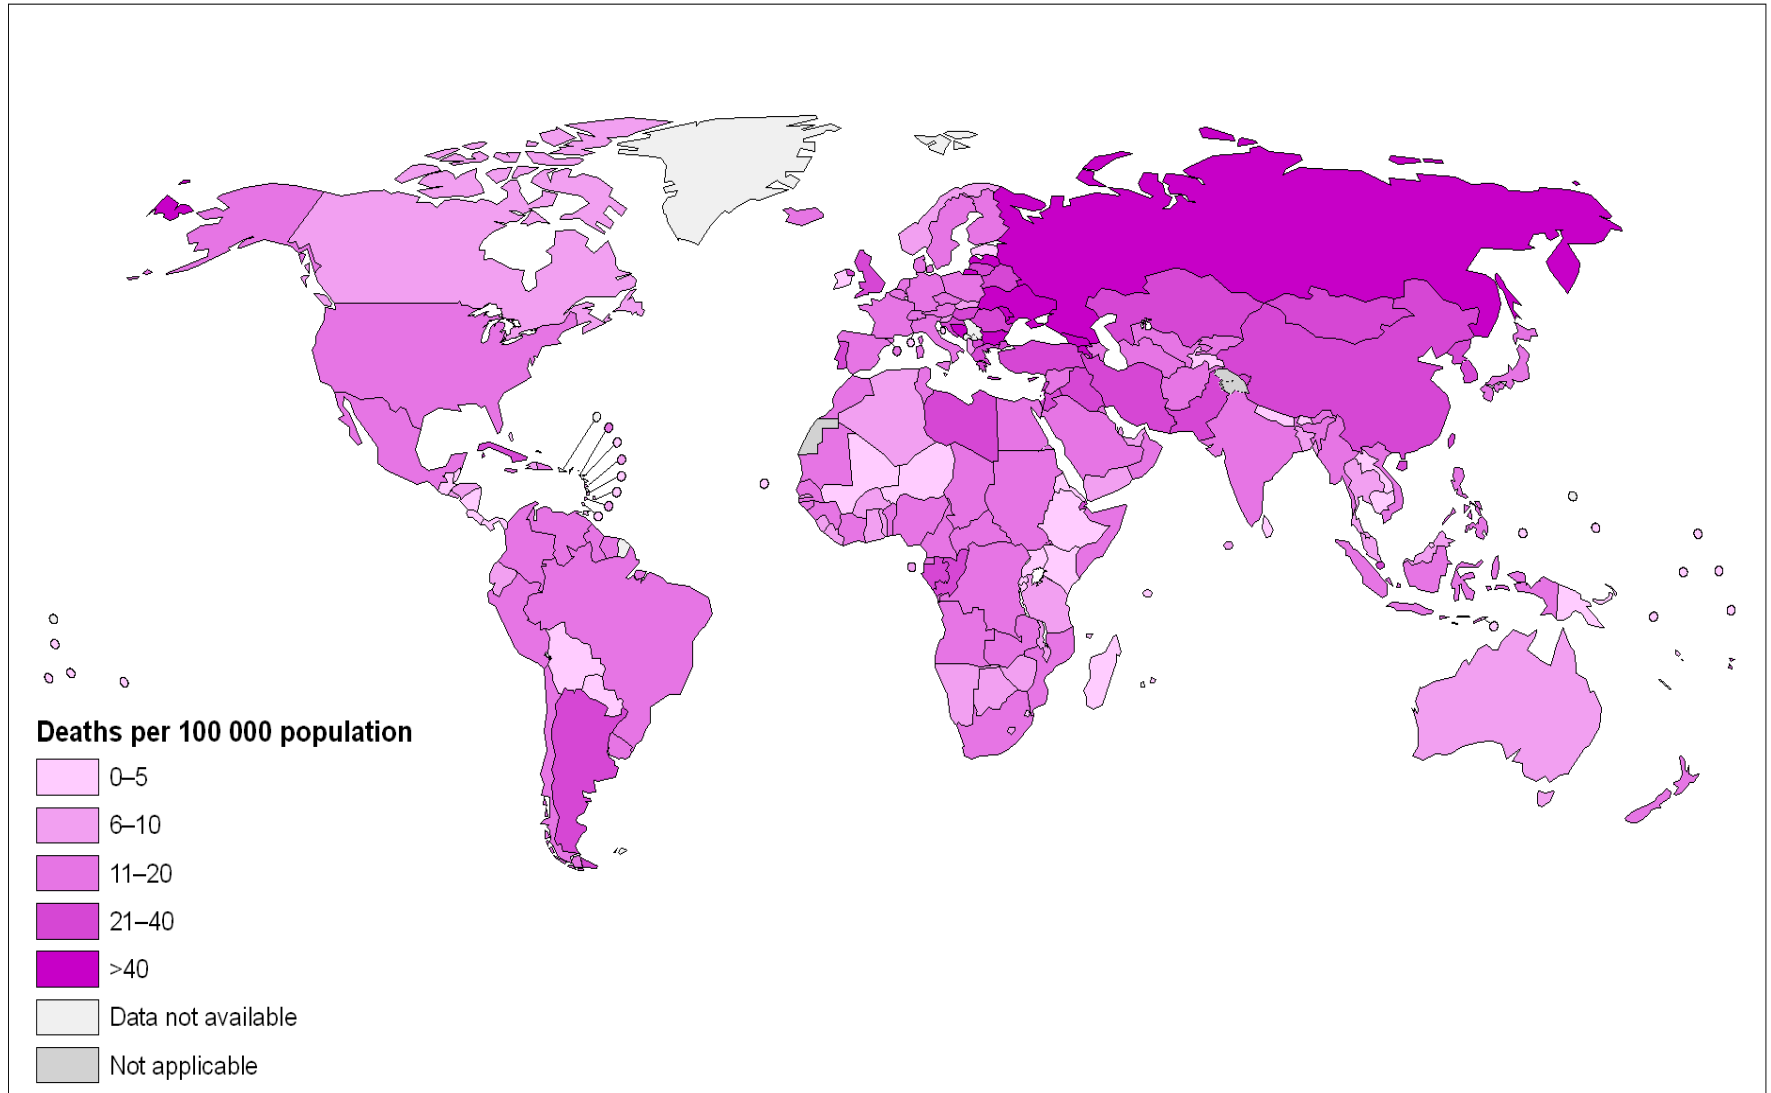 Deaths per 100 000 population
0–5
6–10
11–20
21–40
>40
Data not available
Not applicable